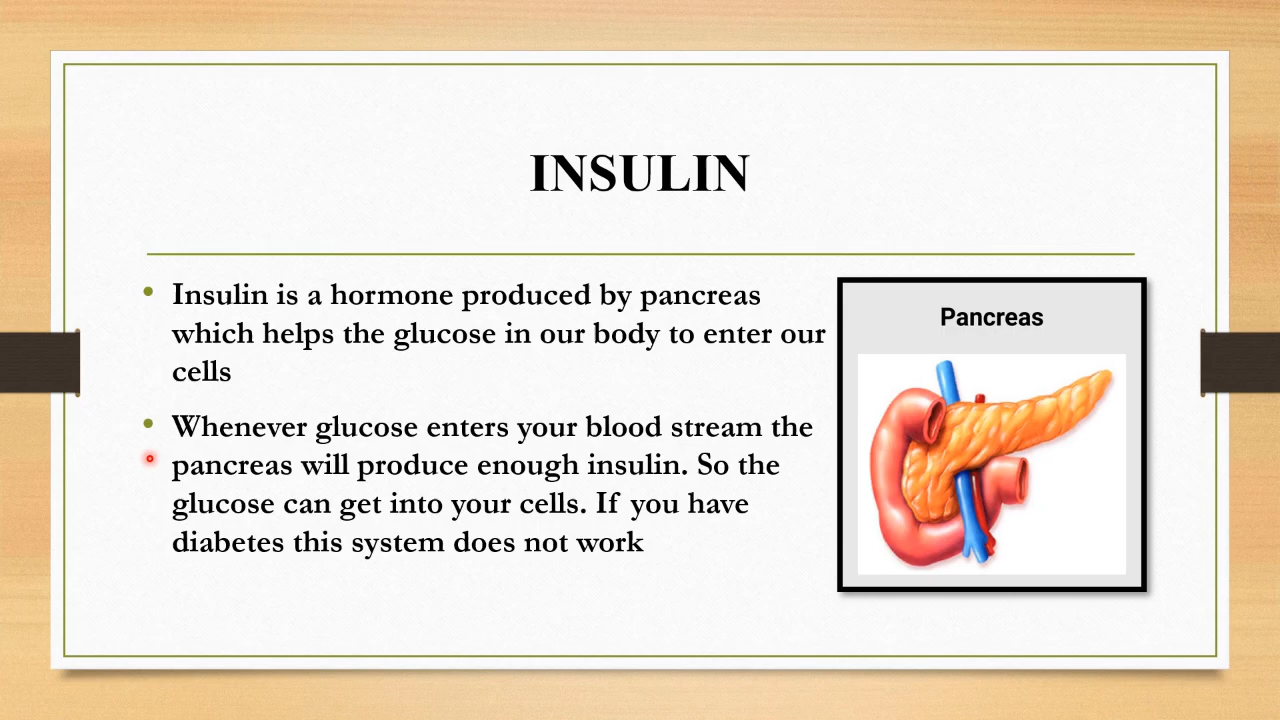 INSULIN
Insulin is a hormone produced by pancreas
which helps the glucose in our body to enter our
cells
Whenever glucose enters your blood stream the
pancreas will produce enough insulin. So the
glucose can get into your cells. If you have
diabetes this system does not work
Pancreas